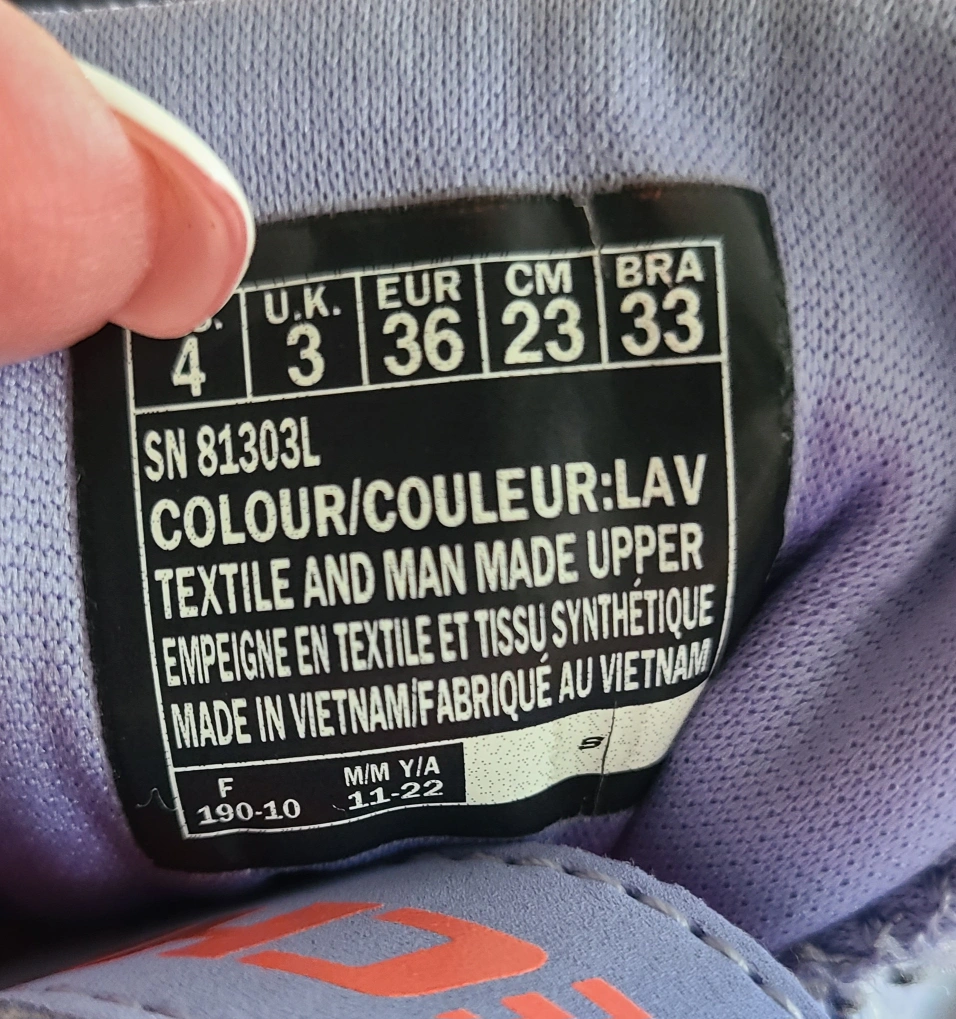 U.K. EUR CM BRA
4 3 36 23 33
SN 81303L
COLOUR/COULEUR:LAV
TEXTILE AND MAN MADE UPPER
EMPEIGNE EN TEXTILE ET TISSU SYNTHÉTIQUE
MADE IN VIETNAM/FABRIQUÉ AU VIETNAM
F M/M Y/A S
190-10 11-22